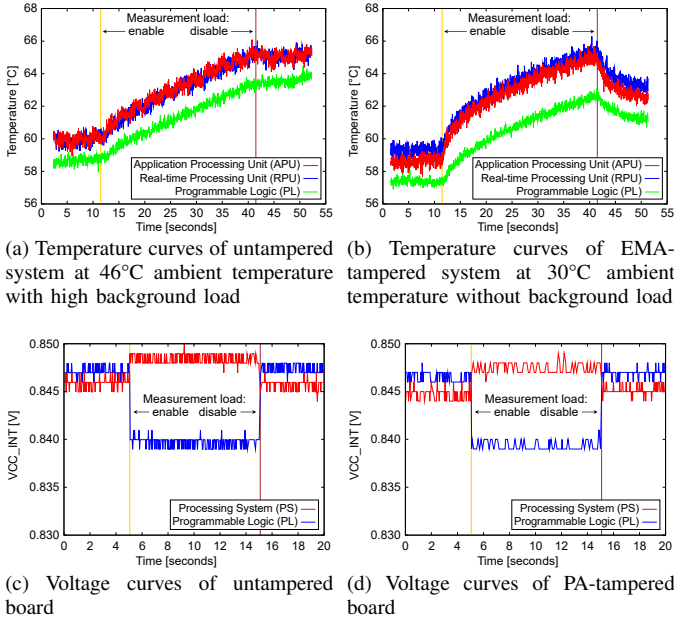 Measurement load:
enable disable
Temperature [°C]
68
66
64
62
60
58
56
Application Processing Unit (APU)
Real-time Processing Unit (RPU)
Programmable Logic (PL)
0 5 10 15 20 25 30 35 40 45 50 55
Time [seconds]
(a) Temperature curves of untampered
system at 46°C ambient temperature
with high background load
Measurement load:
enable disable
Temperature [°C]
68
66
64
62
60
58
56
Application Processing Unit (APU)
Real-time Processing Unit (RPU)
Programmable Logic (PL)
0 5 10 15 20 25 30 35 40 45 50 55
Time [seconds]
(b) Temperature curves of EMA-
tampered system at 30°C ambient
temperature without background load
VCC_INT [V]
0.850
0.845
0.840
0.835
0.830
Measurement load:
enable disable
Processing System (PS)
Programmable Logic (PL)
0 2 4 6 8 10 12 14 16 18 20
Time [seconds]
(c) Voltage curves of untampered
board
VCC_INT [V]
0.850
0.845
0.840
0.835
0.830
Measurement load:
enable disable
Processing System (PS)
Programmable Logic (PL)
0 2 4 6 8 10 12 14 16 18 20
Time [seconds]
(d) Voltage curves of PA-tampered
board